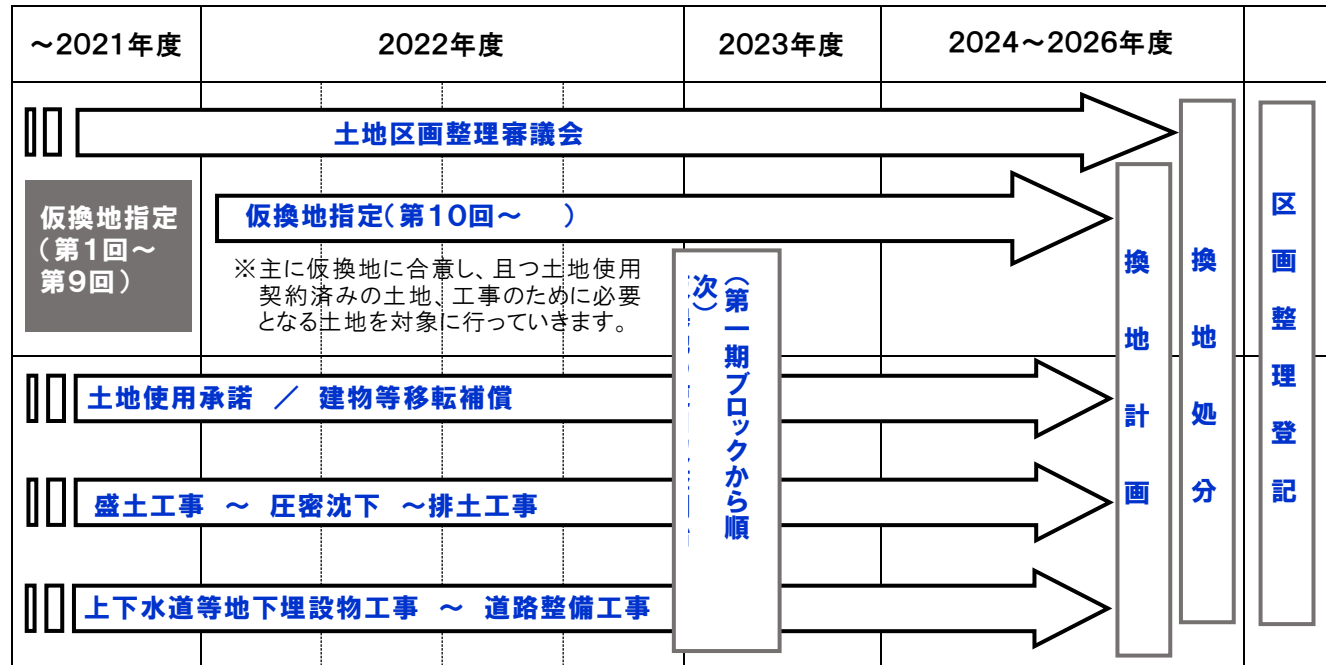 ～2021年度
2022年度
2023年度
2024～2026年度
土地区画整理審議会
仮換地指定
（第1回～
第9回）
仮換地指定（第10回～　）
※主に仮換地に合意し、且つ土地使用
契約済みの土地、工事のために必要
となる土地を対象に行っていきます。
土地使用承諾 ／ 建物等移転補償
盛土工事 ～ 圧密沈下 ～排土工事
上下水道等地下埋設物工事 ～ 道路整備工事
（第一期ブロックから順
次）
換地計画
換地処分
区画整理登記